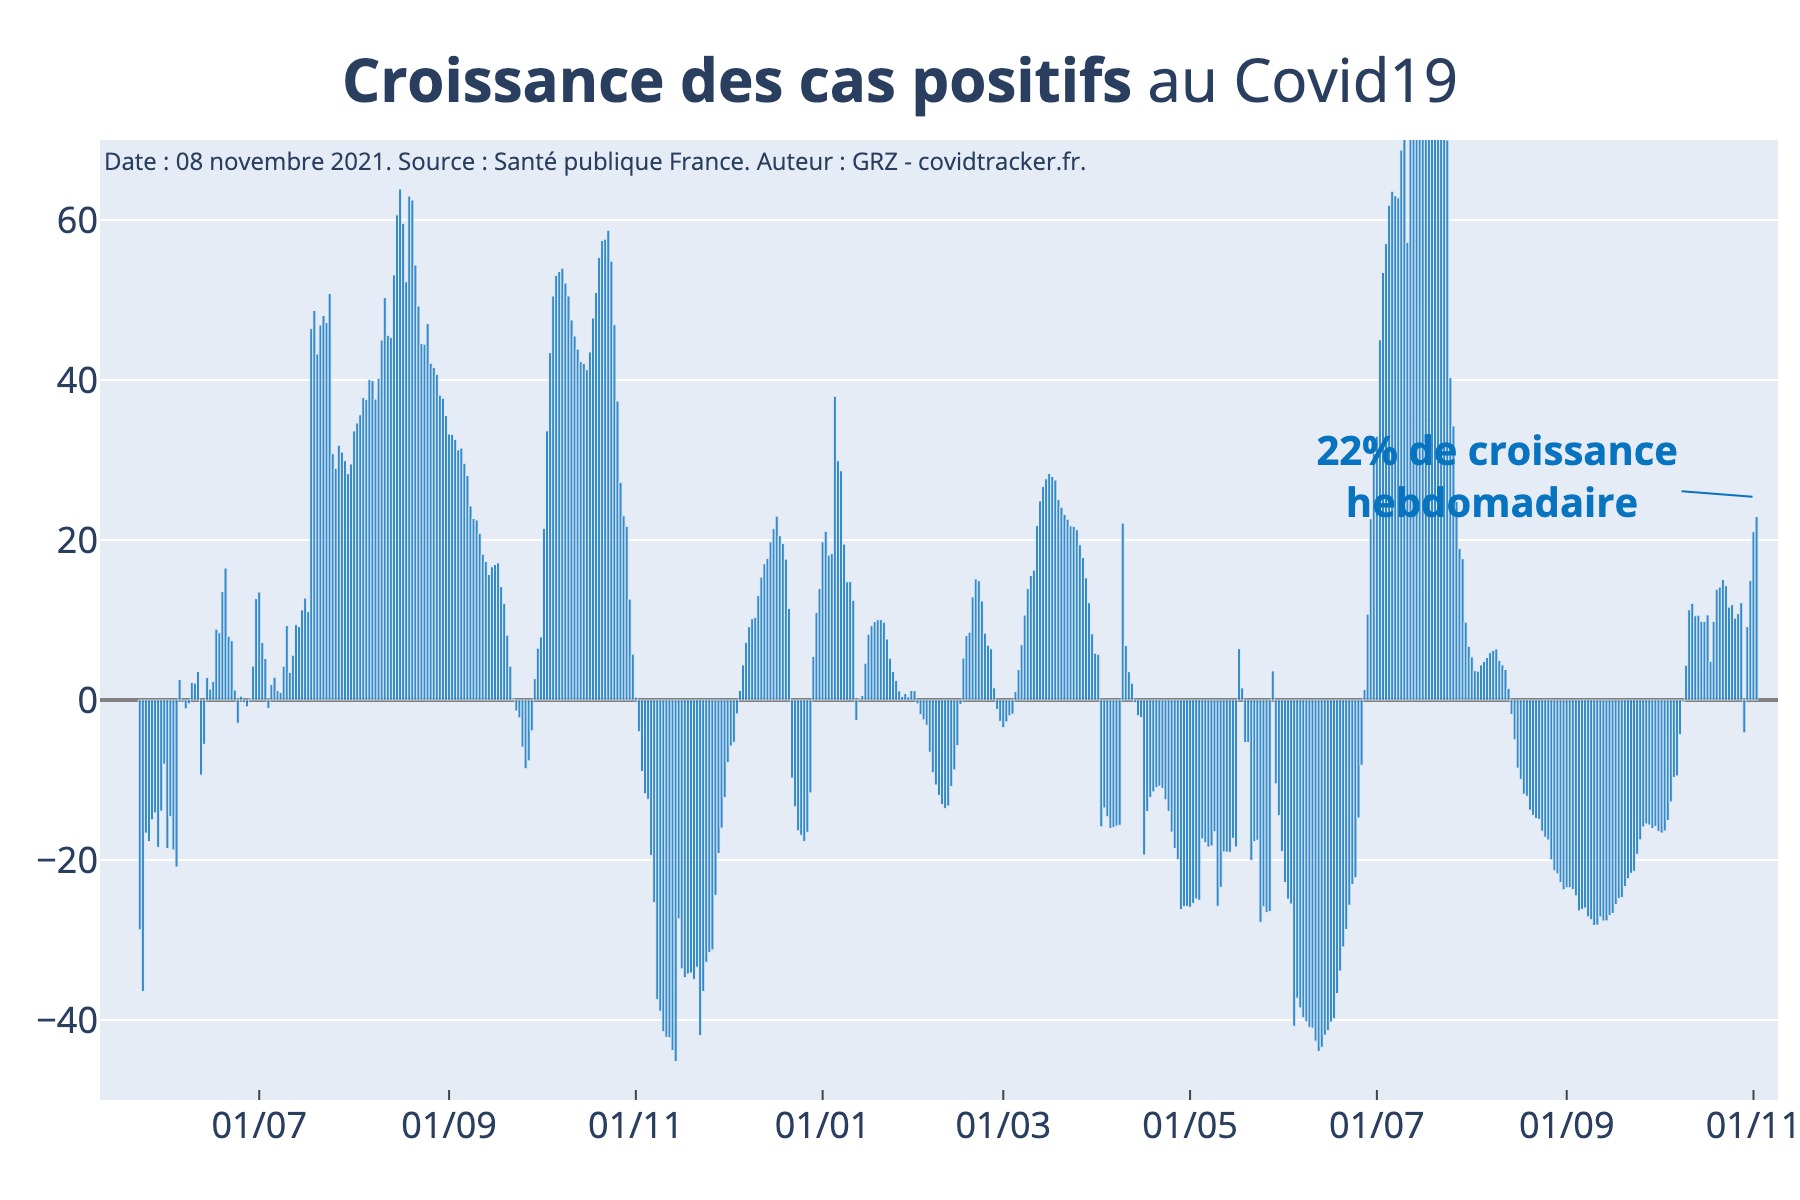 Croissance des cas positifs au Covid19
Date : 08 novembre 2021. Source : Santé publique France. Auteur : GRZ - covidtracker.fr.
60
40
22% de croissance
hebdomadaire
20
0
−20
−40
01/07 01/09 01/11 01/01 01/03 01/05 01/07 01/09 01/11